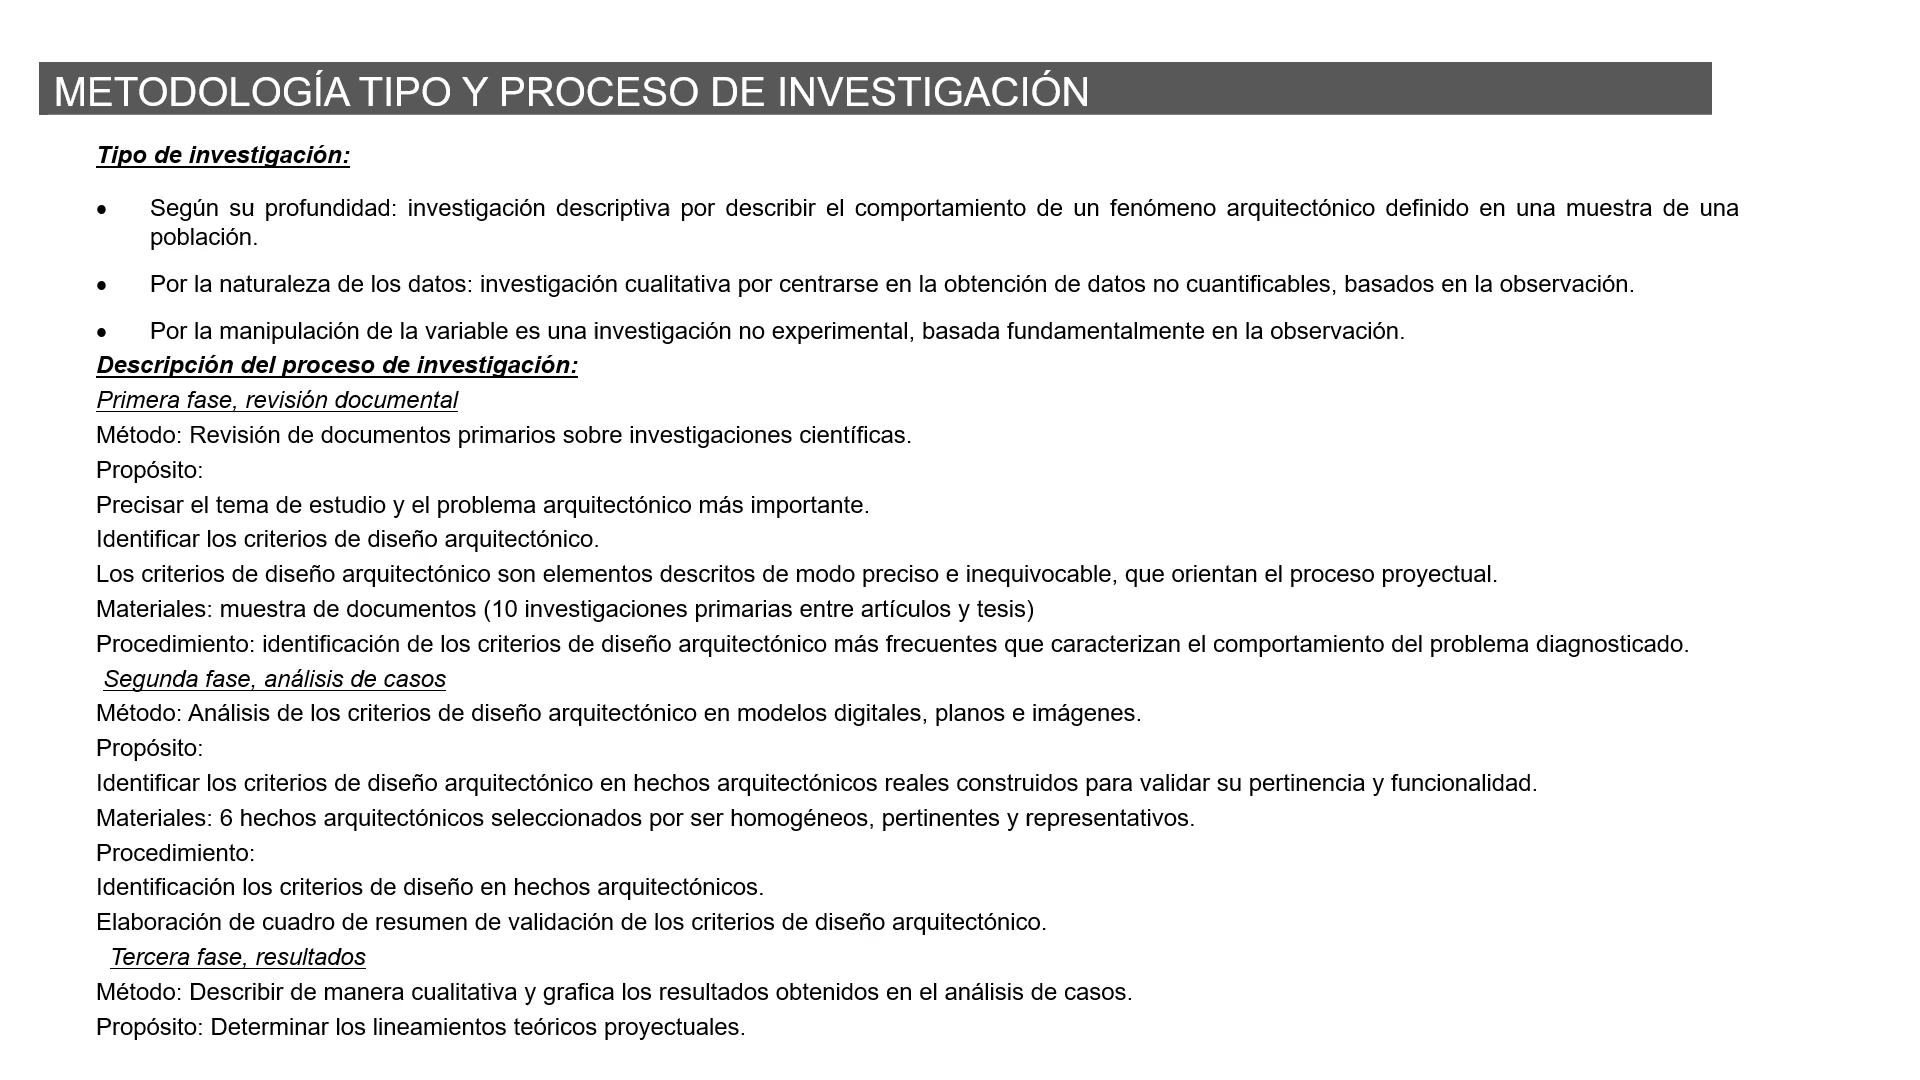 METODOLOGÍA TIPO Y PROCESO DE INVESTIGACIÓN
Tipo de investigación:
• Según su profundidad: investigación descriptiva por describir el comportamiento de un fenómeno arquitectónico definido en una muestra de una
población.
• Por la naturaleza de los datos: investigación cualitativa por centrarse en la obtención de datos no cuantificables, basados en la observación.
• Por la manipulación de la variable es una investigación no experimental, basada fundamentalmente en la observación.
Descripción del proceso de investigación:
Primera fase, revisión documental
Método: Revisión de documentos primarios sobre investigaciones científicas.
Propósito:
Precisar el tema de estudio y el problema arquitectónico más importante.
Identificar los criterios de diseño arquitectónico.
Los criterios de diseño arquitectónico son elementos descritos de modo preciso e inequivocable, que orientan el proceso proyectual.
Materiales: muestra de documentos (10 investigaciones primarias entre artículos y tesis)
Procedimiento: identificación de los criterios de diseño arquitectónico más frecuentes que caracterizan el comportamiento del problema diagnosticado.
Segunda fase, análisis de casos
Método: Análisis de los criterios de diseño arquitectónico en modelos digitales, planos e imágenes.
Propósito:
Identificar los criterios de diseño arquitectónico en hechos arquitectónicos reales construidos para validar su pertinencia y funcionalidad.
Materiales: 6 hechos arquitectónicos seleccionados por ser homogéneos, pertinentes y representativos.
Procedimiento:
Identificación los criterios de diseño en hechos arquitectónicos.
Elaboración de cuadro de resumen de validación de los criterios de diseño arquitectónico.
Tercera fase, resultados
Método: Describir de manera cualitativa y grafica los resultados obtenidos en el análisis de casos.
Propósito: Determinar los lineamientos teóricos proyectuales.